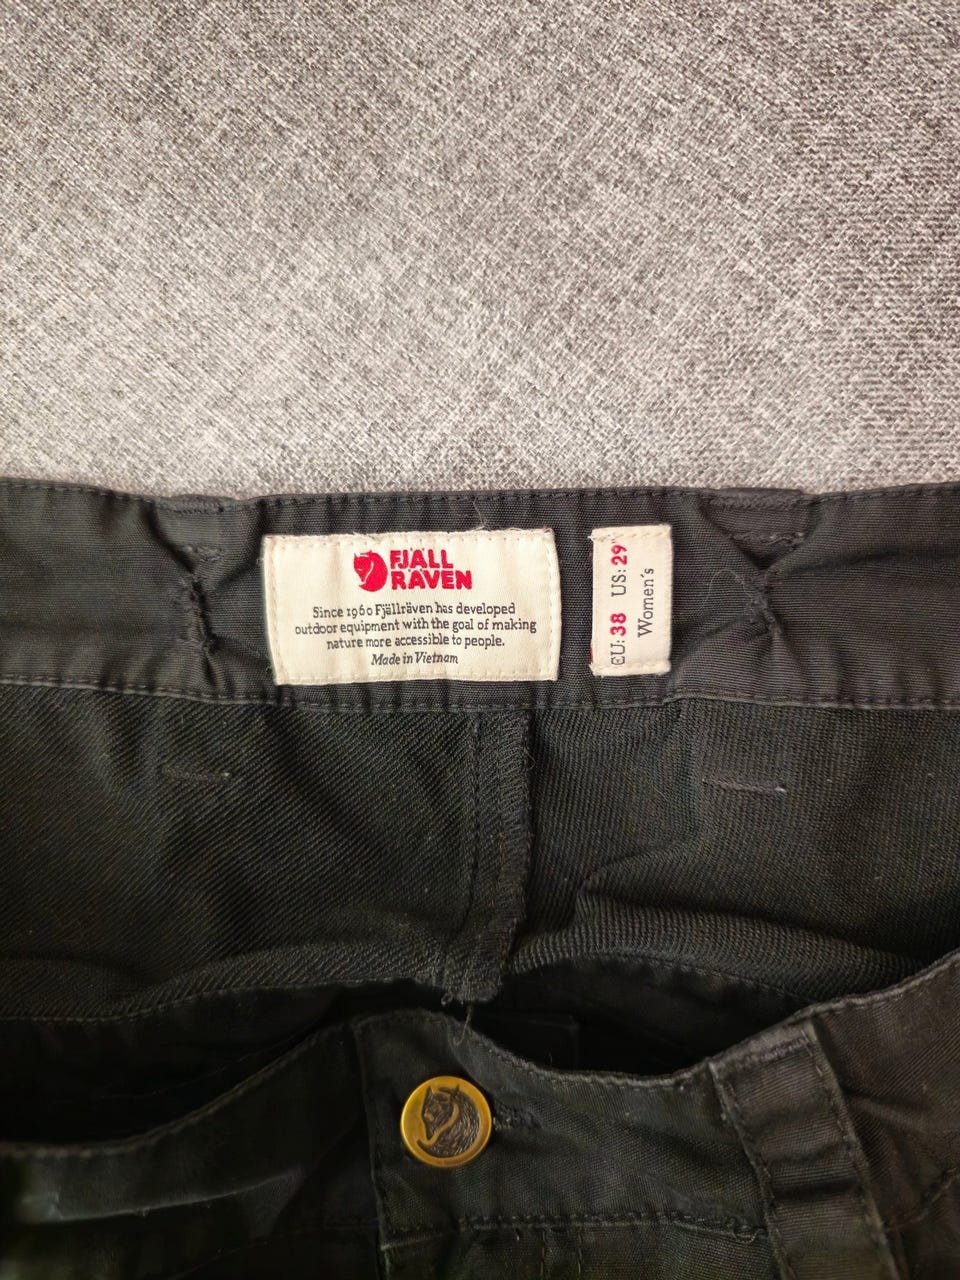 FJÄLL
RÄVEN
Since 1960 Fjällräven has developed
outdoor equipment with the goal of making
nature more accessible to people.
Made in Vietnam
EU: 38 US: 29"
Women´s